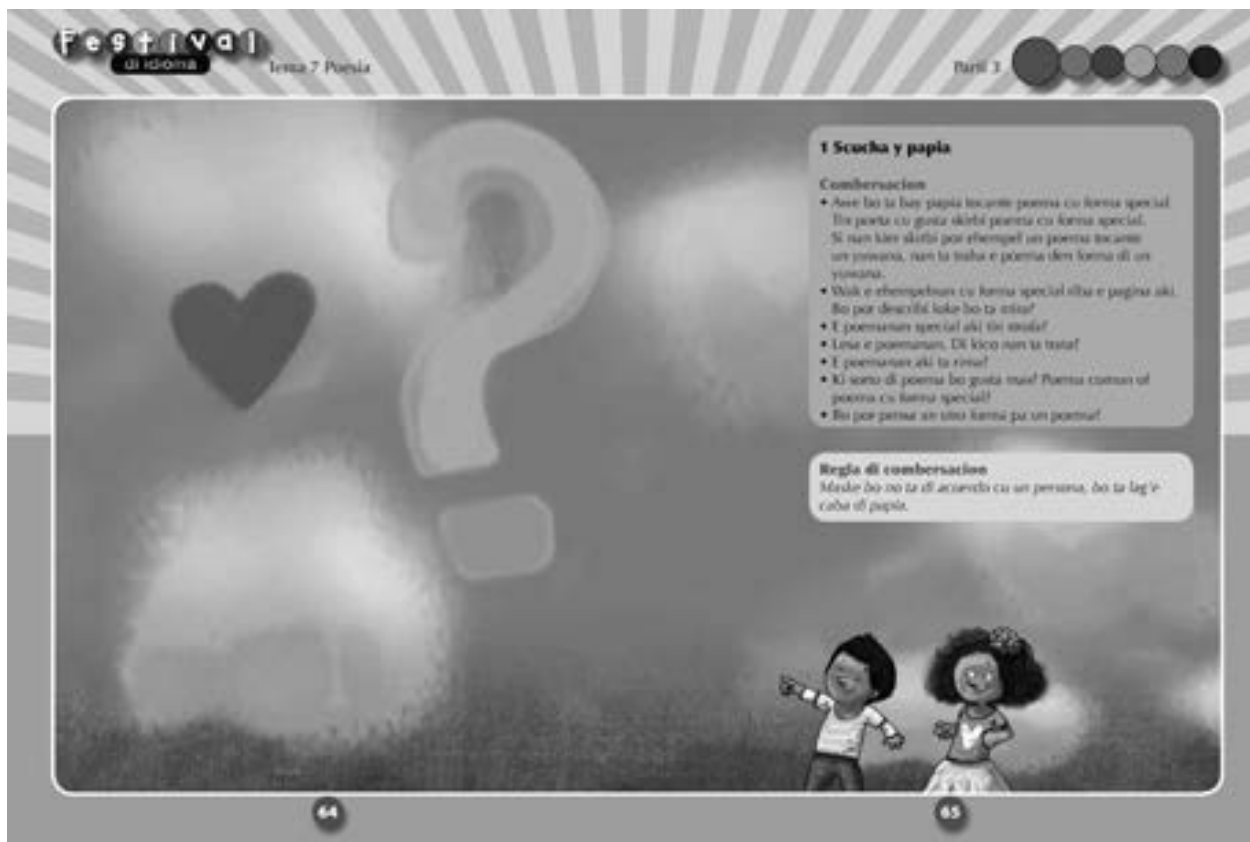 Festival
di idioma
Tema 7 Poesia
Parti 3
1 Scucha y papia
Combersacion
• Awe bo ta bay papia tocante poema cu forma special.
Tin poeta cu gusta skirbi poema cu forma special.
Si nan kier skirbi por ehempel un poema tocante
un yuwana, nan ta traha e poema den forma di un
yuwana.
• Wak e ehempelnan cu forma special riba e pagina aki.
Bo por describi loke bo ta mira?
• E poemanan special aki tin strofa?
• Lesa e poemanan. Di kico nan ta trata?
• E poemanan aki ta rima?
• Ki sorto di poema bo gusta mas? Poema comun of
poema cu forma special?
• Bo por pensa un otro forma pa un poema?
Regla di combersacion
Maske bo no ta di acuerdo cu un persona, bo ta lag'e
caba di papia.
64
65